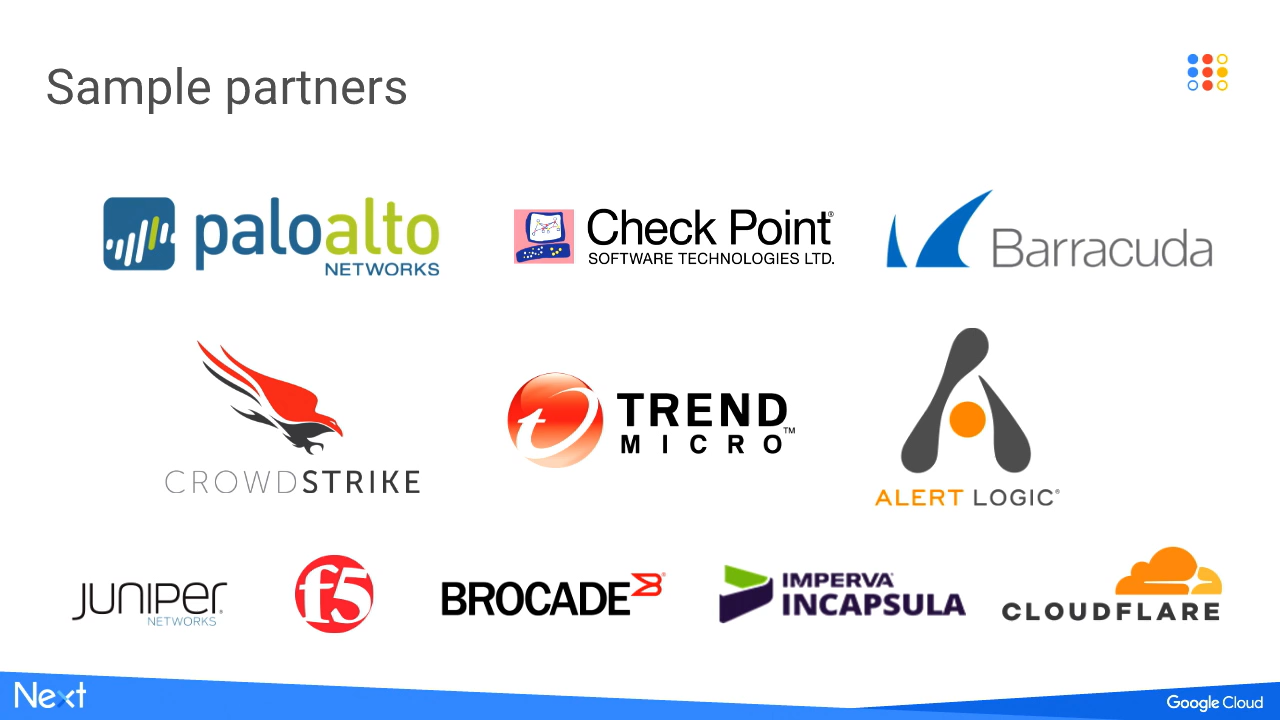 Sample partners
paloalto
NETWORKS
Check Point®
SOFTWARE TECHNOLOGIES LTD.
Barracuda
CROWDSTRIKE
TREND
MICRO™
ALERT LOGIC®
JUNIPER®
NETWORKS
f5
BROCADE®
IMPERVA®
INCAPSULA
CLOUDFLARE
Next
Google Cloud